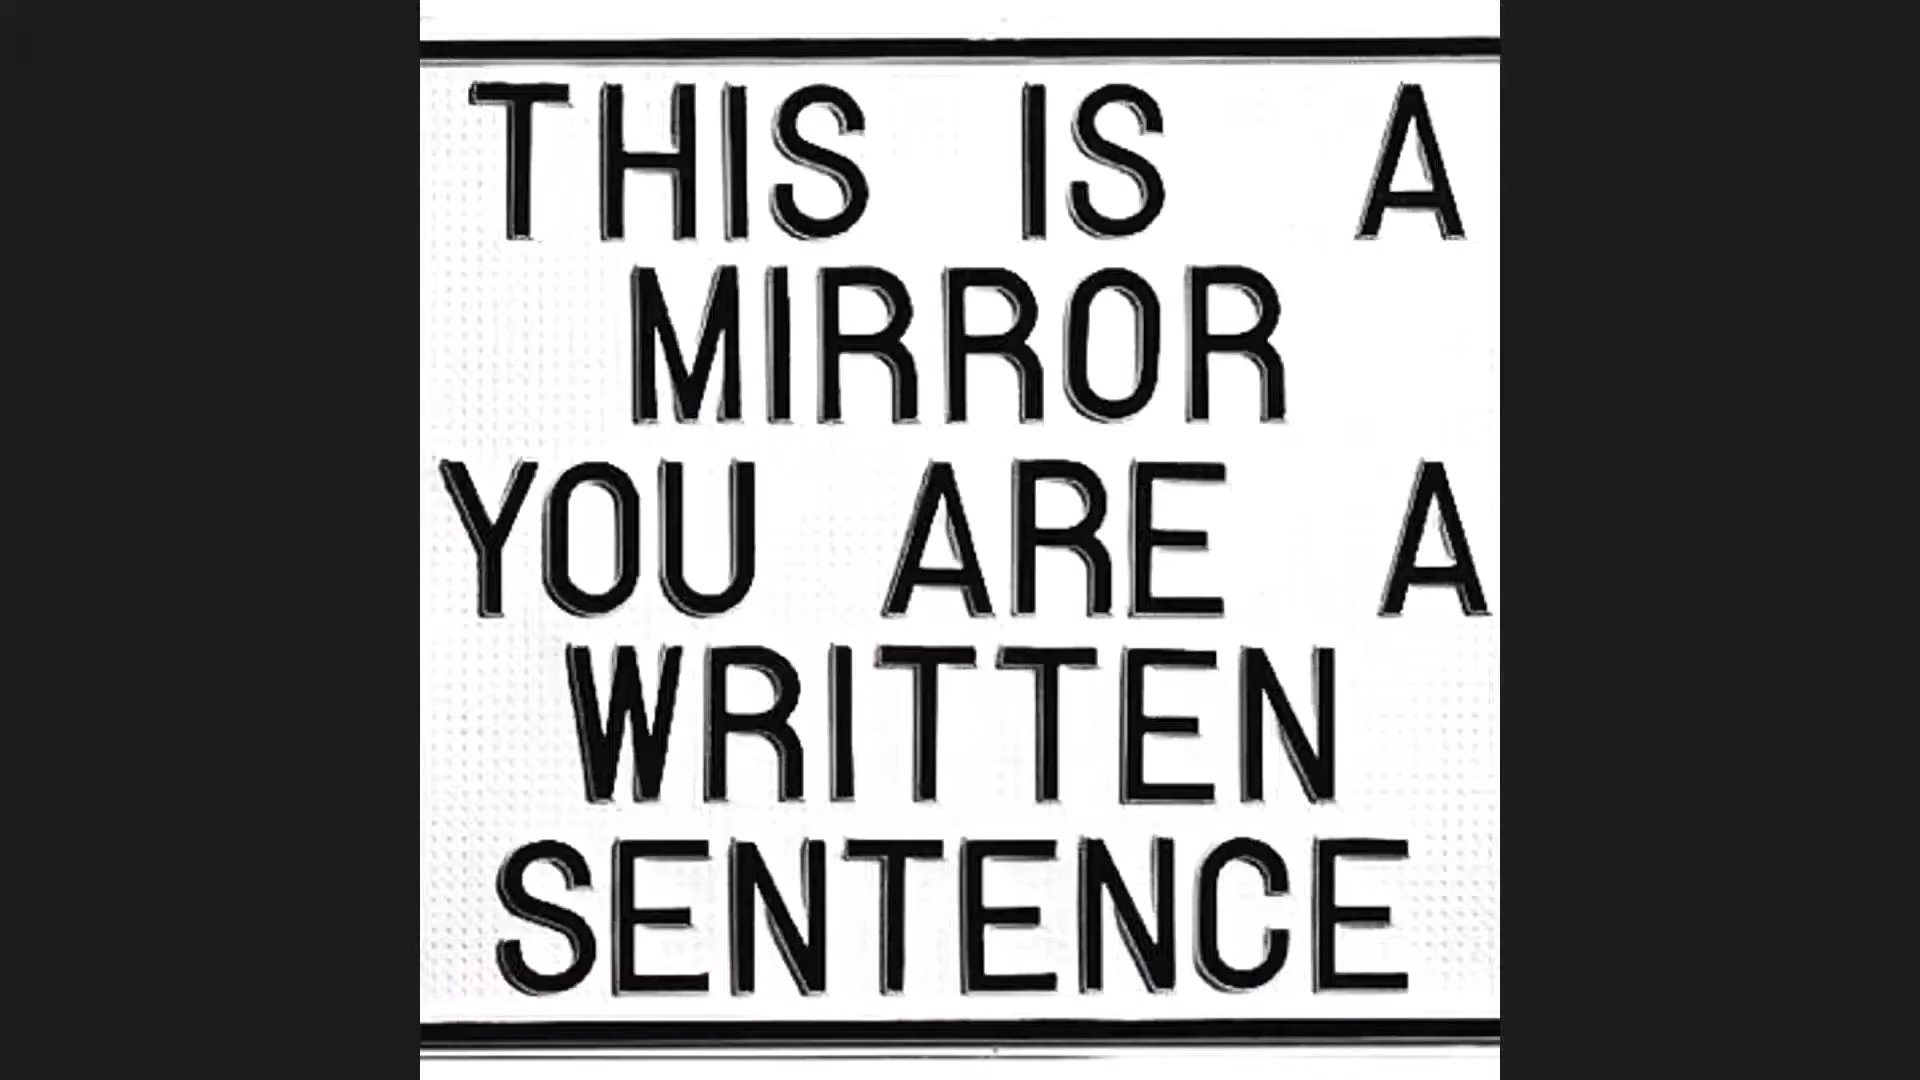 THIS IS A
MIRROR
YOU ARE A
WRITTEN
SENTENCE